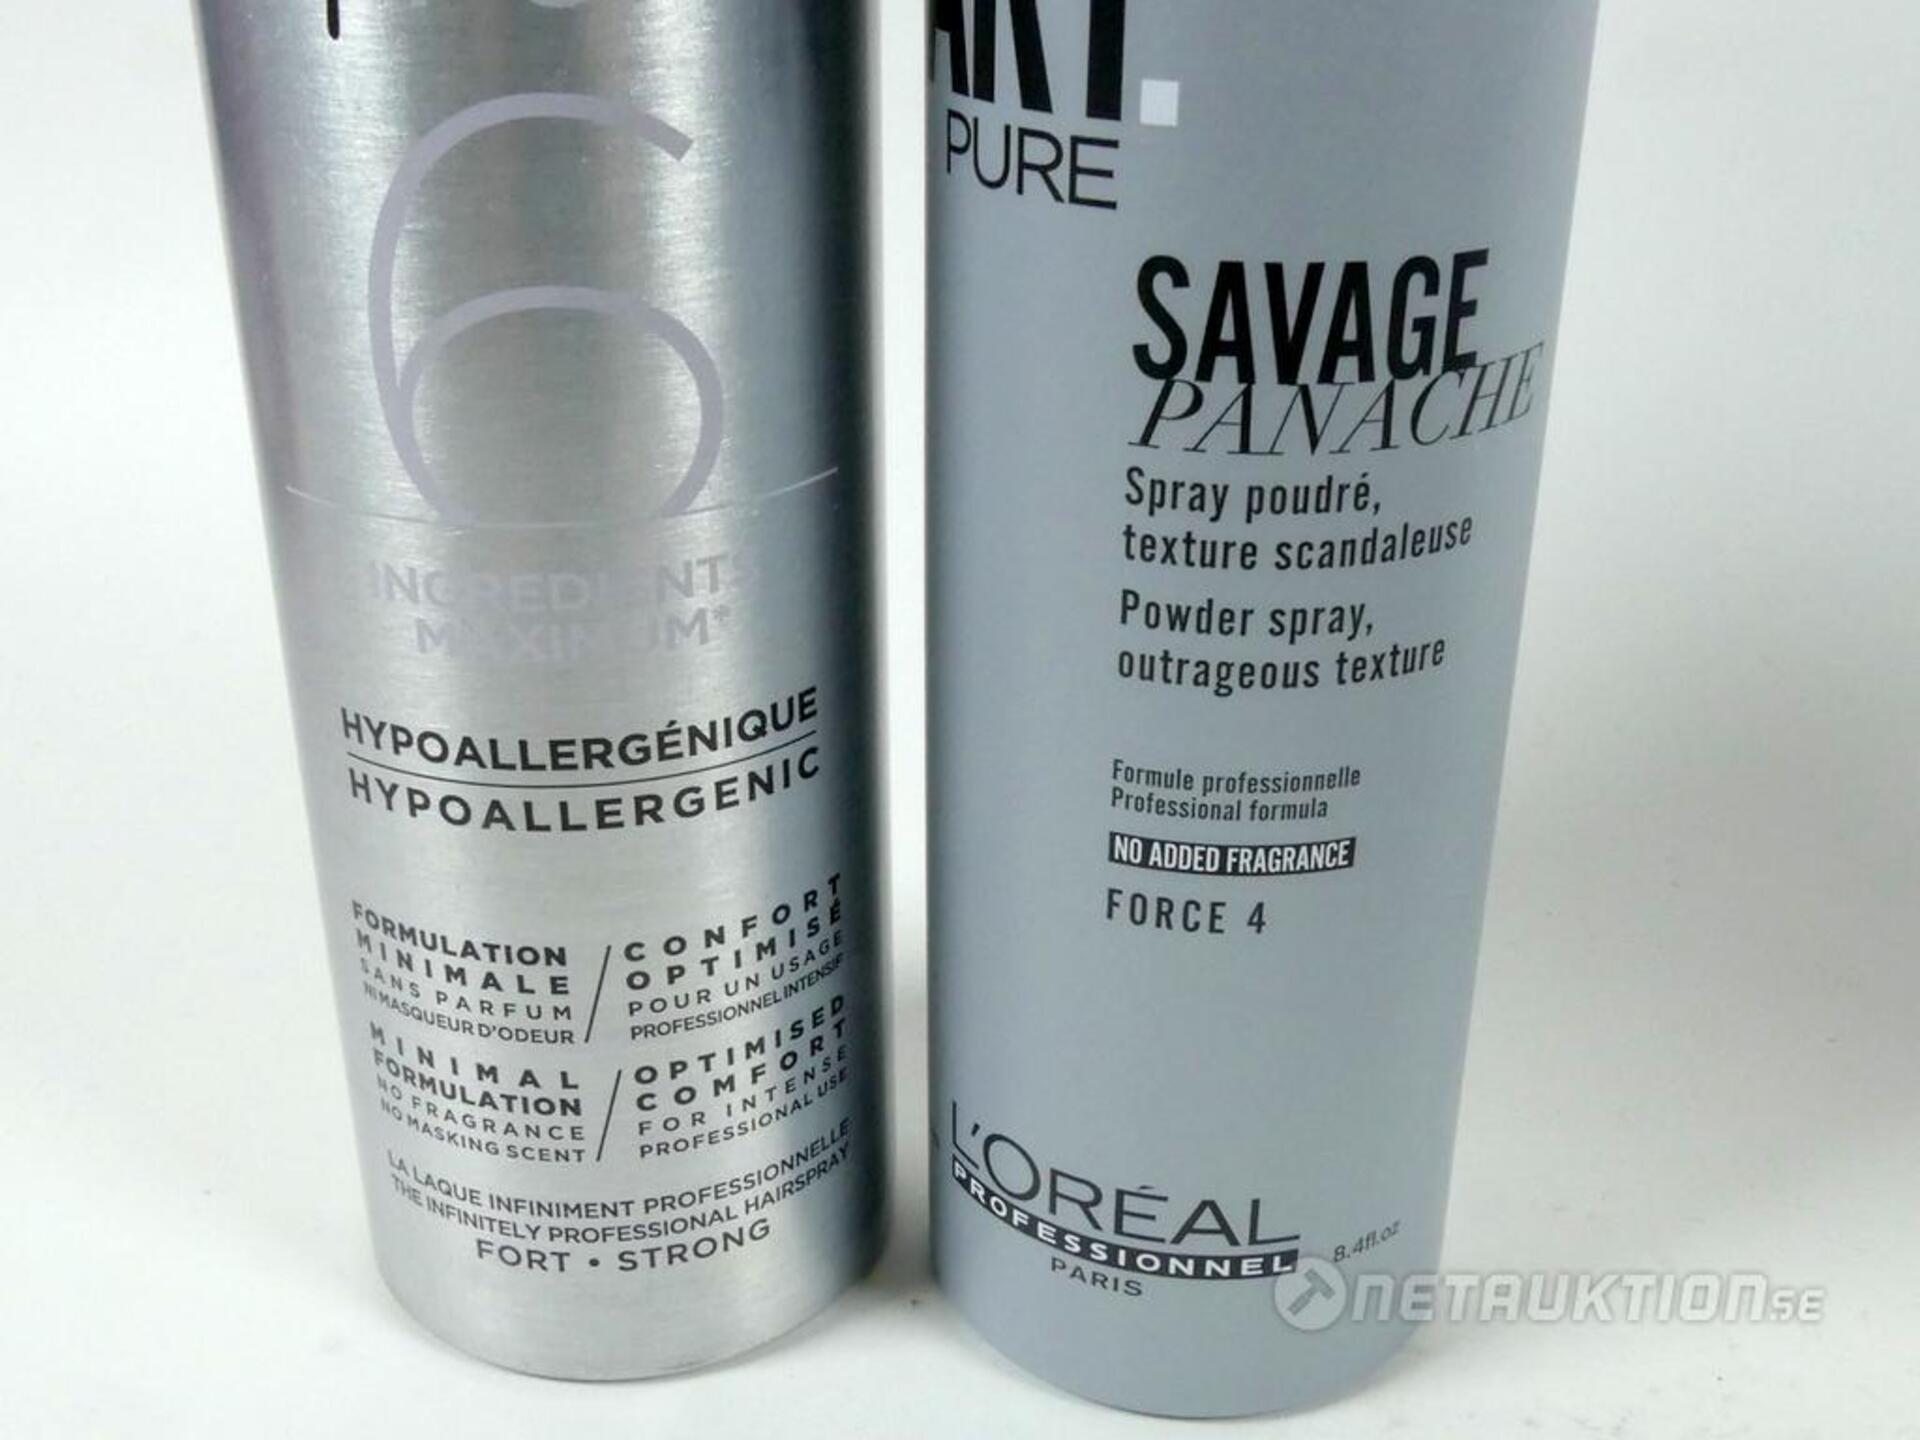 6
INGREDIENTS
MAXIMUM*
HYPOALLERGÉNIQUE
HYPOALLERGENIC
FORMULATION
MINIMALE
SANS PARFUM
NI MASQUEUR D'ODEUR
CONFORT
OPTIMISÉ
POUR UN USAGE
PROFESSIONNEL INTENSIF
MINIMAL
FORMULATION
NO FRAGRANCE
NO MASKING SCENT
OPTIMISED
COMFORT
FOR INTENSE
PROFESSIONAL USE
LA LAQUE INFINIMENT PROFESSIONNELLE
THE INFINITELY PROFESSIONAL HAIRSPRAY
FORT • STRONG
ART.
PURE
SAVAGE
PANACHE
Spray poudré,
texture scandaleuse
Powder spray,
outrageous texture
Formule professionnelle
Professional formula
NO ADDED FRAGRANCE
FORCE 4
L'ORÉAL
PROFESSIONNEL
PARIS
8.4fl.oz
NETAUKTION.SE